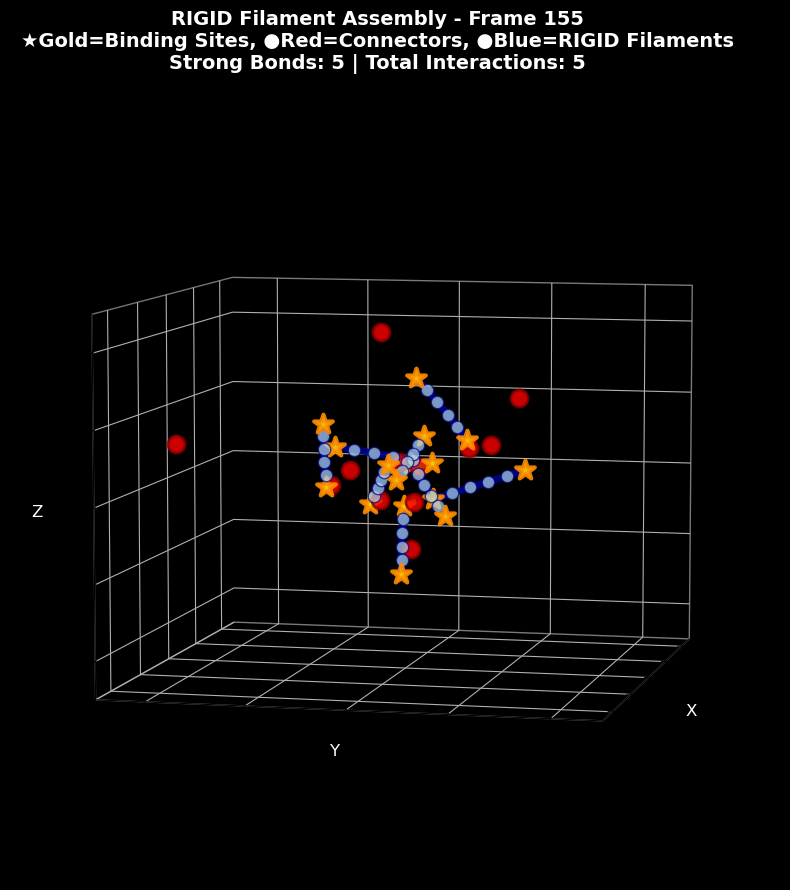 RIGID Filament Assembly - Frame 155
★Gold=Binding Sites, ●Red=Connectors, ●Blue=RIGID Filaments
Strong Bonds: 5 | Total Interactions: 5
Z
X
Y